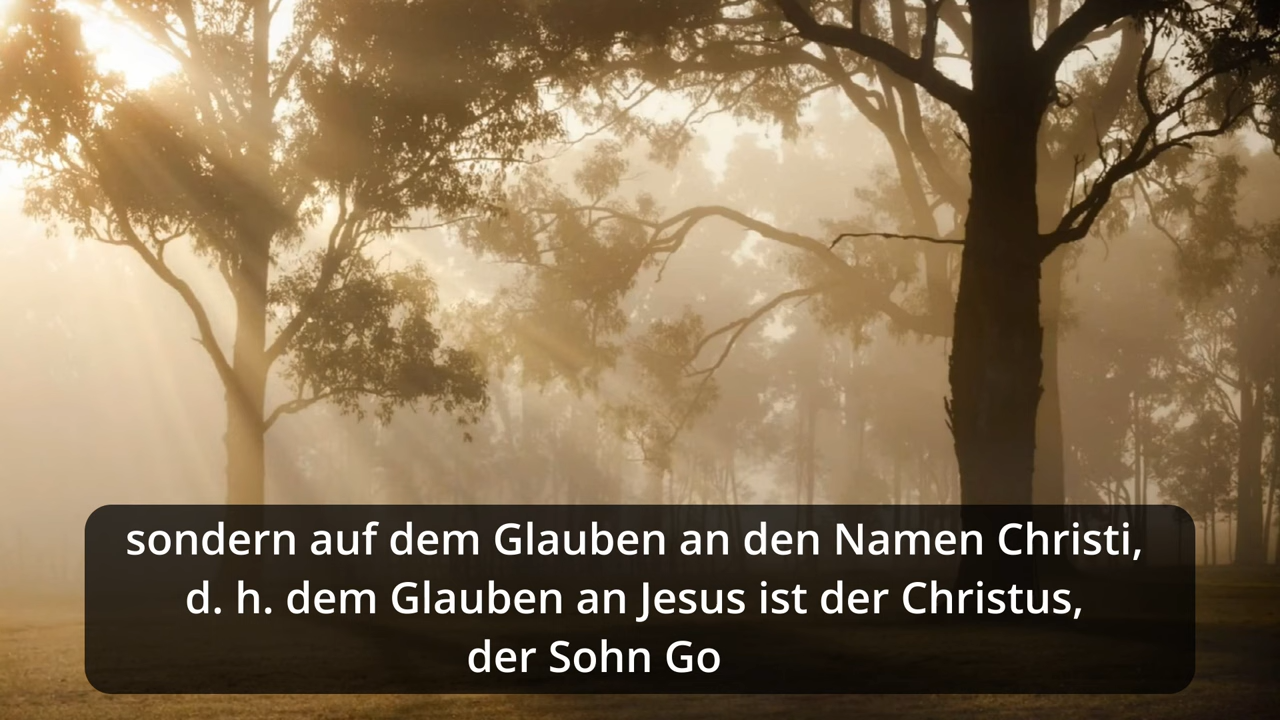 sondern auf dem Glauben an den Namen Christi,
d. h. dem Glauben an Jesus ist der Christus,
der Sohn Go